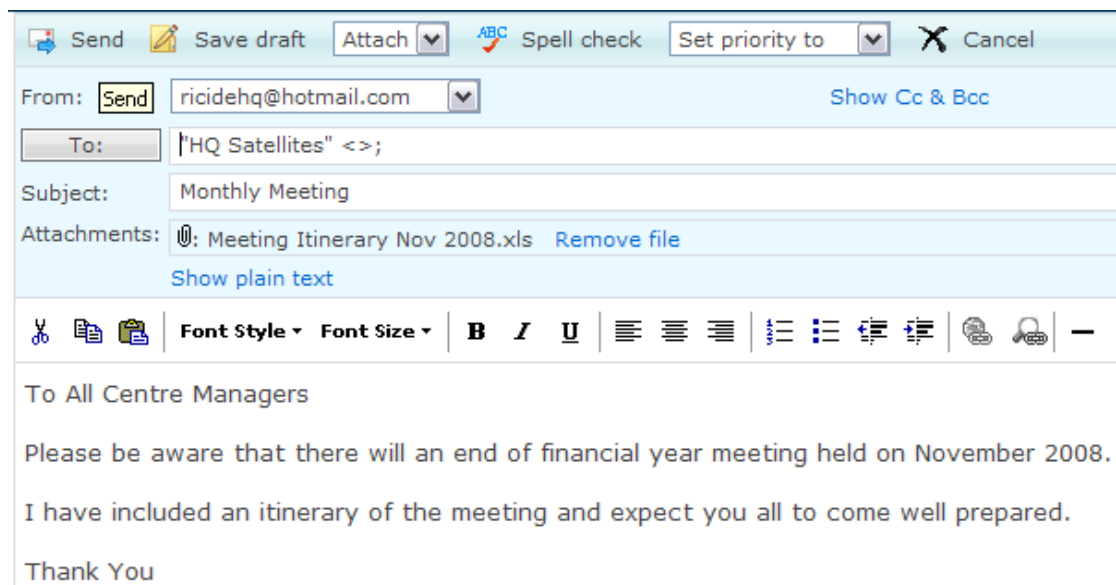 Send Save draft Attach ABC Spell check Set priority to Cancel
From: Send ricidehq@hotmail.com Show Cc & Bcc
To: "HQ Satellites" <>;
Subject: Monthly Meeting
Attachments: : Meeting Itinerary Nov 2008.xls Remove file
Show plain text
Font Style Font Size B I U
To All Centre Managers
Please be aware that there will an end of financial year meeting held on November 2008.
I have included an itinerary of the meeting and expect you all to come well prepared.
Thank You